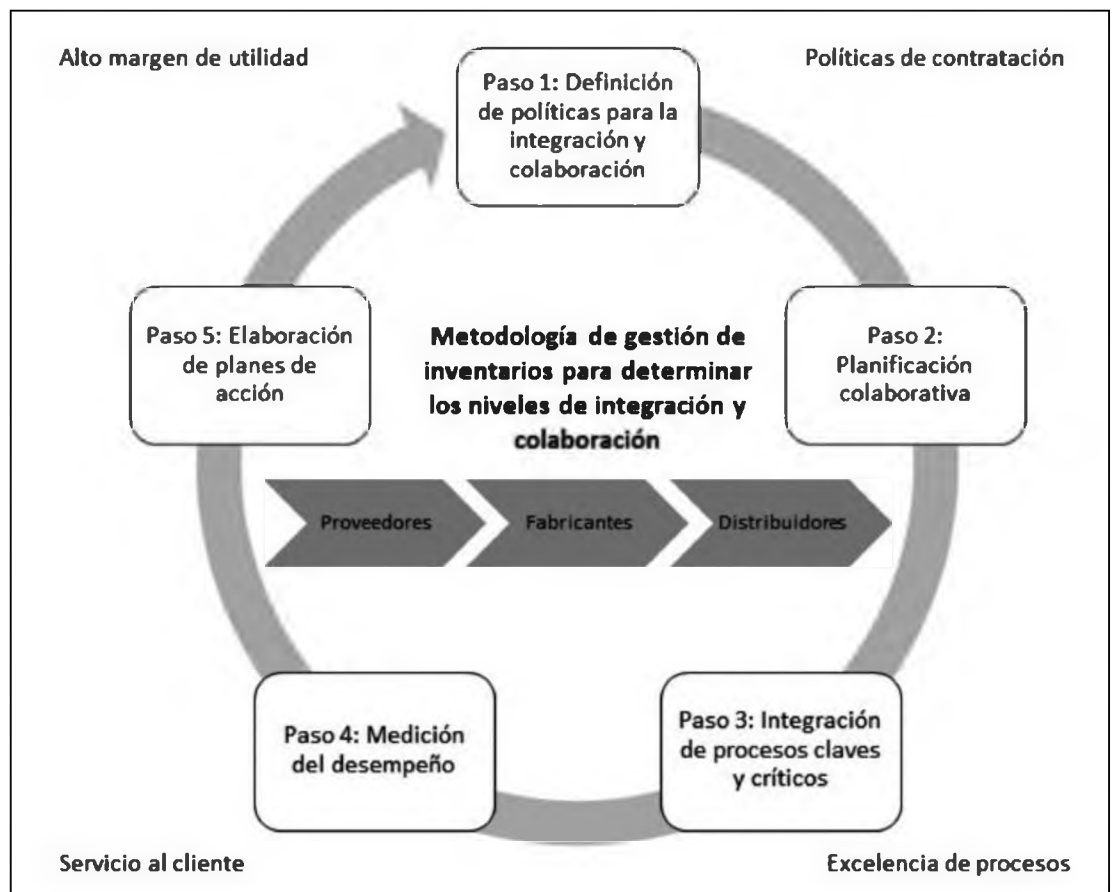 Alto margen de utilidad
Políticas de contratación
Paso 1: Definición
de políticas para la
integración y
colaboración
Paso 2:
Planificación
colaborativa
Paso 3: Integración
de procesos claves
y críticos
Paso 4: Medición
del desempeño
Paso 5: Elaboración
de planes de
acción
Metodología de gestión de
inventarios para determinar
los niveles de integración y
colaboración
Proveedores
Fabricantes
Distribuidores
Servicio al cliente
Excelencia de procesos